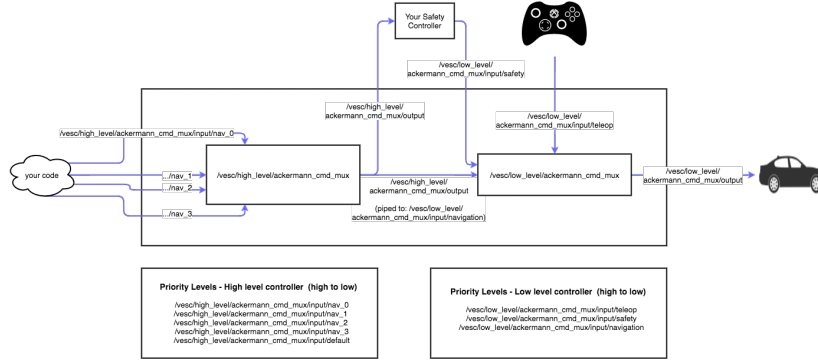 Your Safety
Controller
/vesc/low_level/
ackermann_cmd_mux/input/safety
/vesc/high_level/
ackermann_cmd_mux/output
/vesc/low_level/
ackermann_cmd_mux/input/teleop
/vesc/high_level/ackermann_cmd_mux/input/nav_0
your code
.../nav_1
.../nav_2
.../nav_3
/vesc/high_level/ackermann_cmd_mux
/vesc/high_level/
ackermann_cmd_mux/output
(piped to: /vesc/low_level/
ackermann_cmd_mux/input/navigation)
/vesc/low_level/ackermann_cmd_mux
/vesc/low_level/
ackermann_cmd_mux/output
Priority Levels - High level controller (high to low)
/vesc/high_level/ackermann_cmd_mux/input/nav_0
/vesc/high_level/ackermann_cmd_mux/input/nav_1
/vesc/high_level/ackermann_cmd_mux/input/nav_2
/vesc/high_level/ackermann_cmd_mux/input/nav_3
/vesc/high_level/ackermann_cmd_mux/input/default
Priority Levels - Low level controller (high to low)
/vesc/low_level/ackermann_cmd_mux/input/teleop
/vesc/low_level/ackermann_cmd_mux/input/safety
/vesc/low_level/ackermann_cmd_mux/input/navigation